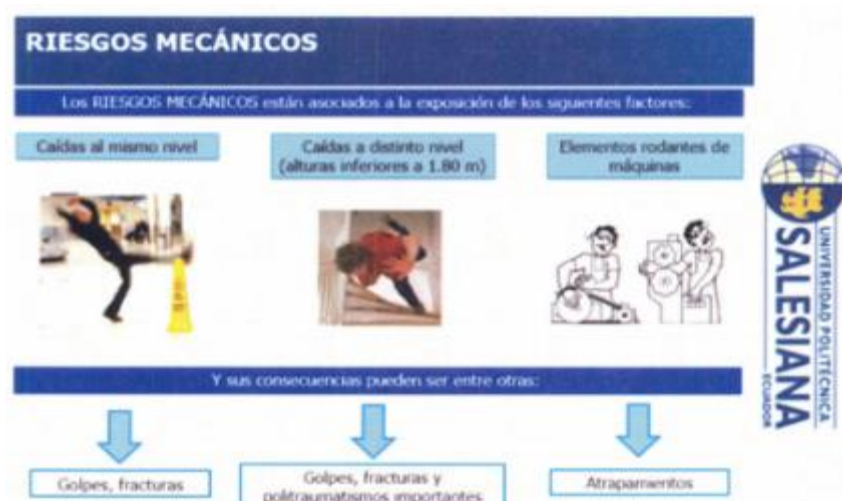 RIESGOS MECÁNICOS
Los RIESGOS MECÁNICOS están asociados a la exposición de los siguientes factores:
Caídas al mismo nivel
Caídas a distinto nivel
(alturas inferiores a 1.80 m)
Elementos rodantes de
máquinas
Y sus consecuencias pueden ser entre otras:
Golpes, fracturas
Golpes, fracturas y
politraumatismos importantes
Atrapamientos
UNIVERSIDAD POLITÉCNICA
SALESIANA
ECUADOR